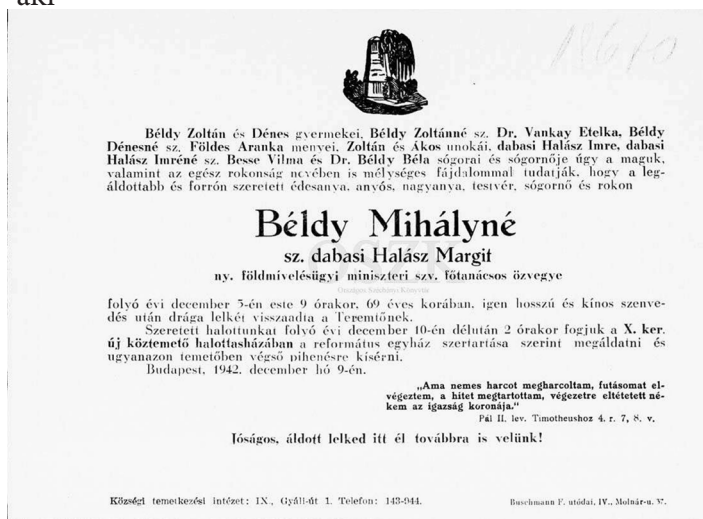 aki
Béldy Zoltán és Dénes gyermekei, Béldy Zoltánné sz. Dr. Vankay Etelka, Béldy
Dénesné sz. Földes Aranka menyei, Zoltán és Ákos unokái, dabasi Halász Imre, dabasi
Halász Imréné sz. Besse Vilma és Dr. Béldy Béla sógorai és sógornője úgy a maguk,
valamint az egész rokonság nevében is mélységes fájdalommal tudatják, hogy a leg-
áldottabb és forrón szeretett édesanya, anyós, nagyanya, testvér, sógornő és rokon
Béldy Mihályné
sz. dabasi Halász Margit
ny. földmívelésügyi miniszteri szv. főtanácsos özvegye
OSZK
Országos Széchényi Könyvtár
folyó évi december 5-én este 9 órakor, 69 éves korában, igen hosszú és kínos szenve-
dés után drága lelkét visszaadta a Teremtőnek.
Szeretett halottunkat folyó évi december 10-én délután 2 órakor fogjuk a X. ker.
új köztemető halottasházában a református egyház szertartása szerint megáldatni és
ugyanazon temetőben végső pihenésre kísérni.
Budapest, 1942. december hó 9-én.
„Ama nemes harcot megharcoltam, futásomat el-
végeztem, a hitet megtartottam, végezetre eltétetett né-
kem az igazság koronája."
Pál II. lev. Timotheushoz 4. r. 7, 8. v.
Jóságos, áldott lelked itt él továbbra is velünk!
Községi temetkezési intézet: IX., Gyáli-út 1. Telefon: 143-944.
Buschmann F. utódai, IV., Molnár-u. 37.